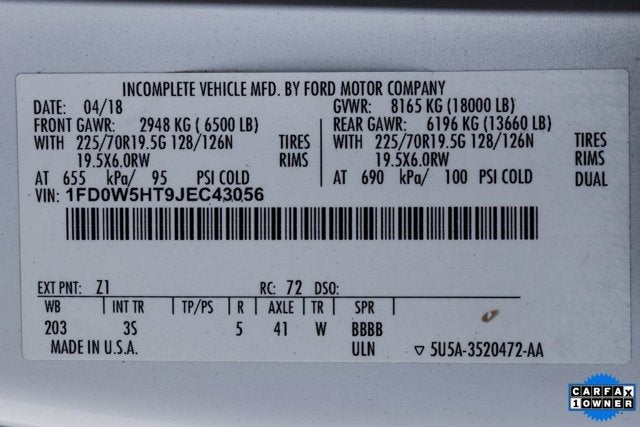 INCOMPLETE VEHICLE MFD. BY FORD MOTOR COMPANY
DATE: 04/18 GVWR: 8165 KG (18000 LB)
FRONT GAWR: 2948 KG ( 6500 LB) REAR GAWR: 6196 KG (13660 LB)
WITH 225/70R19.5G 128/126N TIRES WITH 225/70R19.5G 128/126N TIRES
19.5X6.0RW RIMS 19.5X6.0RW RIMS
AT 655 kPa/ 95 PSI COLD AT 690 kPa/ 100 PSI COLD DUAL
VIN: 1FD0W5HT9JEC43056
EXT PNT: Z1 RC: 72 DSO:
WB INT TR TP/PS R AXLE TR SPR
203 3S 5 41 W BBBB
MADE IN U.S.A. ULN ▽ 5U5A-3520472-AA
CARFAX
1 OWNER